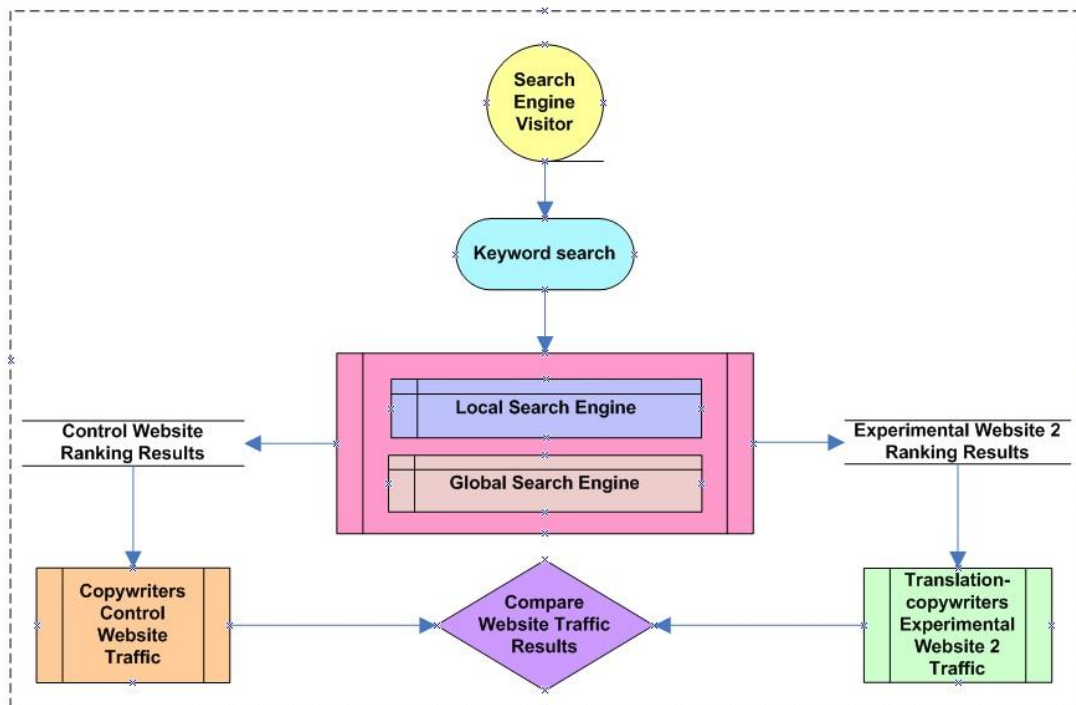 Search
Engine
Visitor
Keyword search
Local Search Engine
Global Search Engine
Control Website
Ranking Results
Experimental Website 2
Ranking Results
Copywriters
Control
Website
Traffic
Compare
Website Traffic
Results
Translation-
copywriters
Experimental
Website 2
Traffic